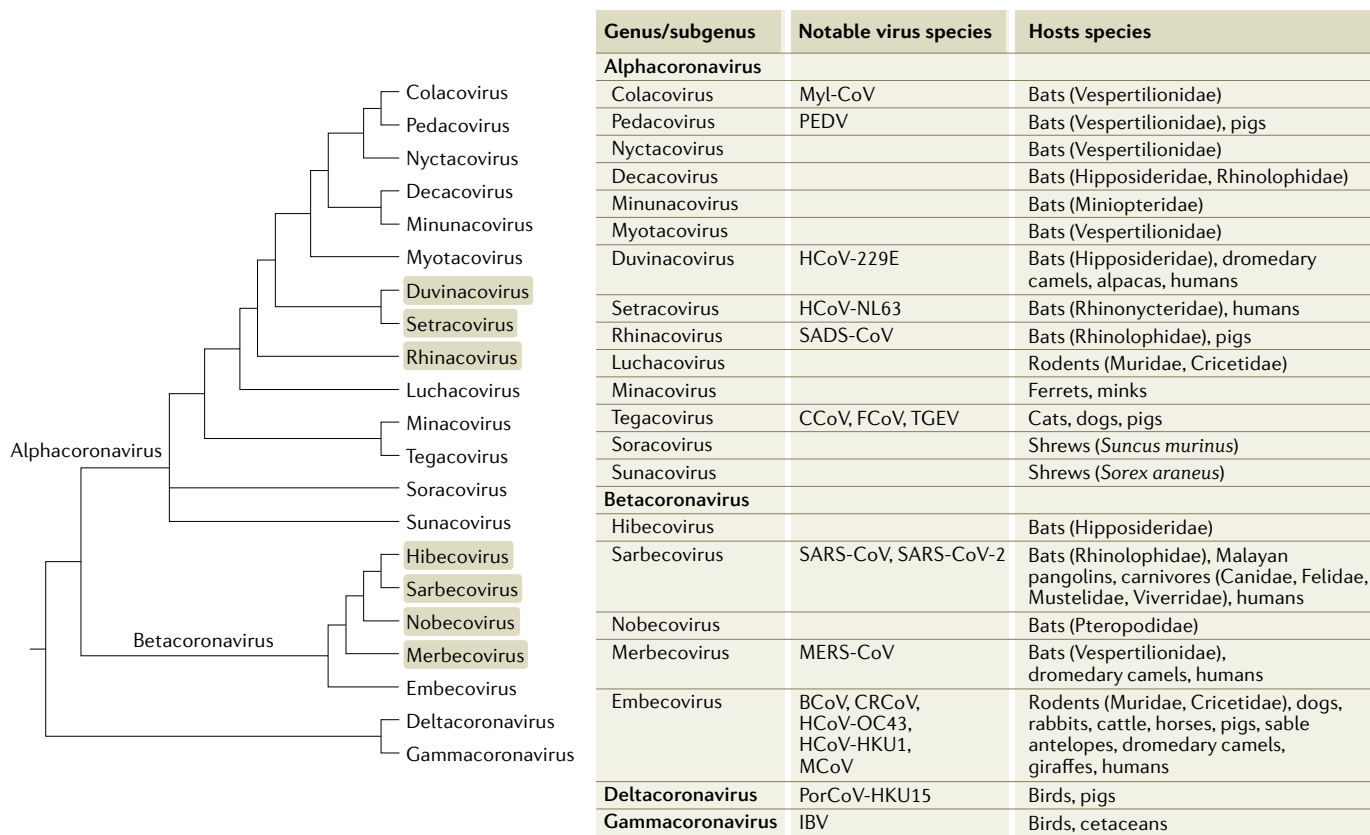 Colacovirus
Pedacovirus
Nyctacovirus
Decacovirus
Minunacovirus
Myotacovirus
Duvinacovirus
Setracovirus
Rhinacovirus
Luchacovirus
Minacovirus
Alphacoronavirus
Tegacovirus
Soracovirus
Sunacovirus
Hibecovirus
Sarbecovirus
Nobecovirus
Betacoronavirus
Merbecovirus
Embecovirus
Deltacoronavirus
Gammacoronavirus
Genus/subgenus Notable virus species Hosts species
Alphacoronavirus
Colacovirus Myl-CoV Bats (Vespertilionidae)
Pedacovirus PEDV Bats (Vespertilionidae), pigs
Nyctacovirus Bats (Vespertilionidae)
Decacovirus Bats (Hipposideridae, Rhinolophidae)
Minunacovirus Bats (Miniopteridae)
Myotacovirus Bats (Vespertilionidae)
Duvinacovirus HCoV-229E Bats (Hipposideridae), dromedary
camels, alpacas, humans
Setracovirus HCoV-NL63 Bats (Rhinonycteridae), humans
Rhinacovirus SADS-CoV Bats (Rhinolophidae), pigs
Luchacovirus Rodents (Muridae, Cricetidae)
Minacovirus Ferrets, minks
Tegacovirus CCoV, FCoV, TGEV Cats, dogs, pigs
Soracovirus Shrews (Suncus murinus)
Sunacovirus Shrews (Sorex araneus)
Betacoronavirus
Hibecovirus Bats (Hipposideridae)
Sarbecovirus SARS-CoV, SARS-CoV-2 Bats (Rhinolophidae), Malayan
pangolins, carnivores (Canidae, Felidae,
Mustelidae, Viverridae), humans
Nobecovirus Bats (Pteropodidae)
Merbecovirus MERS-CoV Bats (Vespertilionidae),
dromedary camels, humans
Embecovirus BCoV, CRCoV, Rodents (Muridae, Cricetidae), dogs,
HCoV-OC43, rabbits, cattle, horses, pigs, sable
HCoV-HKU1, antelopes, dromedary camels,
MCoV giraffes, humans
Deltacoronavirus PorCoV-HKU15 Birds, pigs
Gammacoronavirus IBV Birds, cetaceans